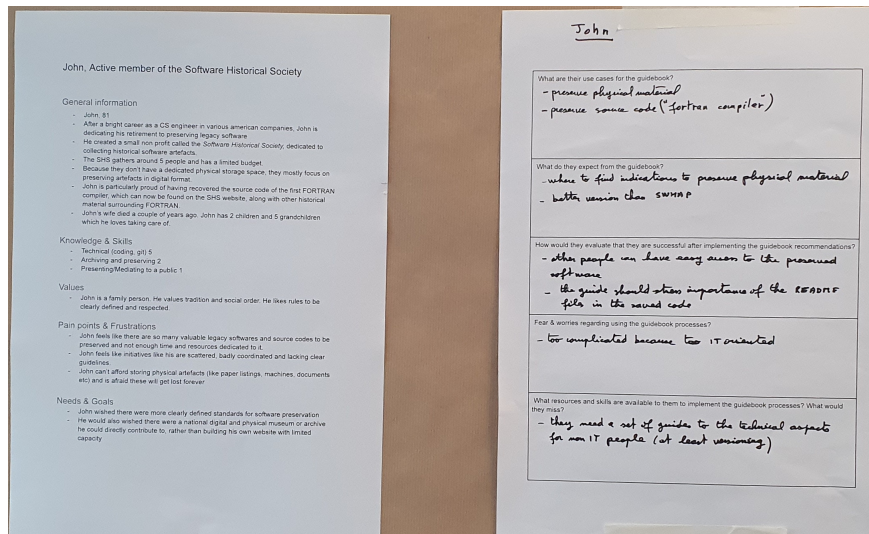 John, Active member of the Software Historical Society
General information
- John, 81
- After a bright career as a CS engineer in various american companies, John is
dedicating his retirement to preserving legacy software
- He created a small non profit called the Software Historical Society, dedicated to
collecting historical software artefacts.
- The SHS gathers around 5 people and has a limited budget.
- Because they don't have a dedicated physical storage space, they mostly focus on
preserving artefacts in digital format.
- John is particularly proud of having recovered the source code of the first FORTRAN
compiler, which can now be found on the SHS website, along with other historical
material surrounding FORTRAN.
- John's wife died a couple of years ago. John has 2 children and 5 grandchildren
which he loves taking care of.
Knowledge & Skills
- Technical (coding, git) 5
- Archiving and preserving 2
- Presenting/Mediating to a public 1
Values
- John is a family person. He values tradition and social order. He likes rules to be
clearly defined and respected.
Pain points & Frustrations
- John feels like there are so many valuable legacy softwares and source codes to be
preserved and not enough time and resources dedicated to it.
- John feels like initiatives like his are scattered, badly coordinated and lacking clear
guidelines.
- John can't afford storing physical artefacts (like paper listings, machines, documents
etc) and is afraid these will get lost forever
Needs & Goals
- John wished there were more clearly defined standards for software preservation
- He would also wished there were a national digital and physical museum or archive
he could directly contribute to, rather than building his own website with limited
capacity
John
What are their use cases for the guidebook?
- preserve physical material
- preserve source code ("fortran compiler")
What do they expect from the guidebook?
- where to find indications to preserve physical material
- better version than SWHAP
How would they evaluate that they are successful after implementing the guidebook recommendations?
- other people can have easy access to the preserved
software
- the guide should stress importance of the README
file in the saved code
Fear & worries regarding using the guidebook processes?
- too complicated because too IT oriented
What resources and skills are available to them to implement the guidebook processes? What would
they miss?
- they need a set of guides to the technical aspects
for non IT people (at least versioning)